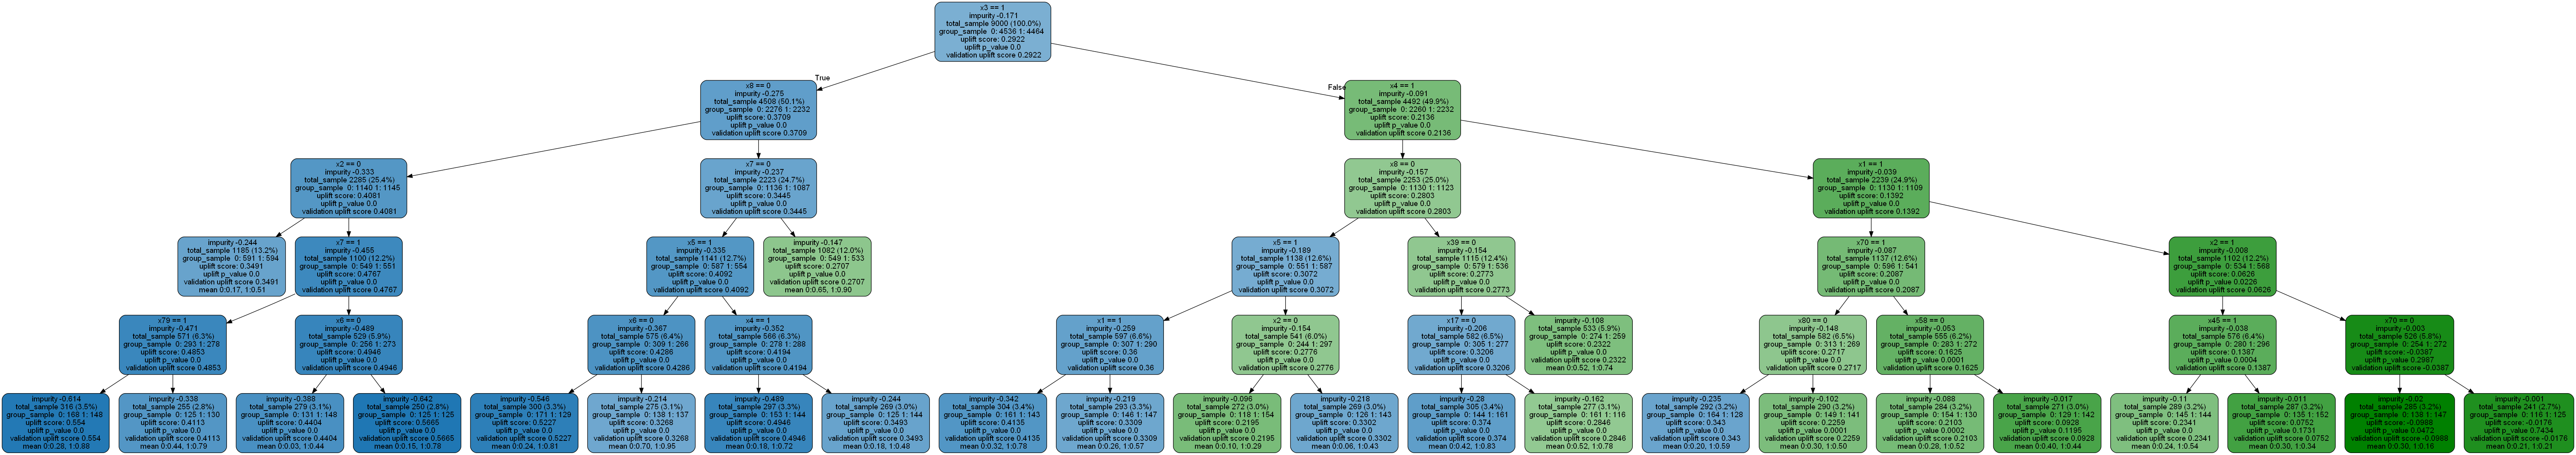 x3 == 1
impurity -0.171
total_sample 9000 (100.0%)
group_sample 0: 4536 1: 4464
uplift score: 0.2922
uplift p_value 0.0
validation uplift score 0.2922
True
False
x8 == 0
impurity -0.275
total_sample 4508 (50.1%)
group_sample 0: 2276 1: 2232
uplift score: 0.3709
uplift p_value 0.0
validation uplift score 0.3709
x4 == 1
impurity -0.091
total_sample 4492 (49.9%)
group_sample 0: 2260 1: 2232
uplift score: 0.2136
uplift p_value 0.0
validation uplift score 0.2136
x2 == 0
impurity -0.333
total_sample 2285 (25.4%)
group_sample 0: 1140 1: 1145
uplift score: 0.4081
uplift p_value 0.0
validation uplift score 0.4081
x7 == 0
impurity -0.237
total_sample 2223 (24.7%)
group_sample 0: 1136 1: 1087
uplift score: 0.3445
uplift p_value 0.0
validation uplift score 0.3445
x8 == 0
impurity -0.157
total_sample 2253 (25.0%)
group_sample 0: 1130 1: 1123
uplift score: 0.2803
uplift p_value 0.0
validation uplift score 0.2803
x1 == 1
impurity -0.039
total_sample 2239 (24.9%)
group_sample 0: 1130 1: 1109
uplift score: 0.1392
uplift p_value 0.0
validation uplift score 0.1392
impurity -0.244
total_sample 1185 (13.2%)
group_sample 0: 591 1: 594
uplift score: 0.3491
uplift p_value 0.0
validation uplift score 0.3491
mean 0:0.17, 1:0.51
x7 == 1
impurity -0.455
total_sample 1100 (12.2%)
group_sample 0: 549 1: 551
uplift score: 0.4767
uplift p_value 0.0
validation uplift score 0.4767
x5 == 1
impurity -0.335
total_sample 1141 (12.7%)
group_sample 0: 587 1: 554
uplift score: 0.4092
uplift p_value 0.0
validation uplift score 0.4092
impurity -0.147
total_sample 1082 (12.0%)
group_sample 0: 549 1: 533
uplift score: 0.2707
uplift p_value 0.0
validation uplift score 0.2707
mean 0:0.65, 1:0.90
x5 == 1
impurity -0.189
total_sample 1138 (12.6%)
group_sample 0: 551 1: 587
uplift score: 0.3072
uplift p_value 0.0
validation uplift score 0.3072
x39 == 0
impurity -0.154
total_sample 1115 (12.4%)
group_sample 0: 579 1: 536
uplift score: 0.2773
uplift p_value 0.0
validation uplift score 0.2773
x70 == 1
impurity -0.087
total_sample 1137 (12.6%)
group_sample 0: 596 1: 541
uplift score: 0.2087
uplift p_value 0.0
validation uplift score 0.2087
x2 == 1
impurity -0.008
total_sample 1102 (12.2%)
group_sample 0: 534 1: 568
uplift score: 0.0626
uplift p_value 0.0226
validation uplift score 0.0626
x79 == 1
impurity -0.471
total_sample 571 (6.3%)
group_sample 0: 293 1: 278
uplift score: 0.4853
uplift p_value 0.0
validation uplift score 0.4853
x6 == 0
impurity -0.489
total_sample 529 (5.9%)
group_sample 0: 256 1: 273
uplift score: 0.4946
uplift p_value 0.0
validation uplift score 0.4946
x6 == 0
impurity -0.367
total_sample 575 (6.4%)
group_sample 0: 309 1: 266
uplift score: 0.4286
uplift p_value 0.0
validation uplift score 0.4286
x4 == 1
impurity -0.352
total_sample 566 (6.3%)
group_sample 0: 278 1: 288
uplift score: 0.4194
uplift p_value 0.0
validation uplift score 0.4194
x1 == 1
impurity -0.259
total_sample 597 (6.6%)
group_sample 0: 307 1: 290
uplift score: 0.36
uplift p_value 0.0
validation uplift score 0.36
x2 == 0
impurity -0.154
total_sample 541 (6.0%)
group_sample 0: 244 1: 297
uplift score: 0.2776
uplift p_value 0.0
validation uplift score 0.2776
x17 == 0
impurity -0.206
total_sample 582 (6.5%)
group_sample 0: 305 1: 277
uplift score: 0.3206
uplift p_value 0.0
validation uplift score 0.3206
impurity -0.108
total_sample 533 (5.9%)
group_sample 0: 274 1: 259
uplift score: 0.2322
uplift p_value 0.0
validation uplift score 0.2322
mean 0:0.52, 1:0.74
x80 == 0
impurity -0.148
total_sample 582 (6.5%)
group_sample 0: 313 1: 269
uplift score: 0.2717
uplift p_value 0.0
validation uplift score 0.2717
x58 == 0
impurity -0.053
total_sample 555 (6.2%)
group_sample 0: 283 1: 272
uplift score: 0.1625
uplift p_value 0.0001
validation uplift score 0.1625
x45 == 1
impurity -0.038
total_sample 576 (6.4%)
group_sample 0: 280 1: 296
uplift score: 0.1387
uplift p_value 0.0004
validation uplift score 0.1387
x70 == 0
impurity -0.003
total_sample 526 (5.8%)
group_sample 0: 254 1: 272
uplift score: -0.0387
uplift p_value 0.2987
validation uplift score -0.0387
impurity -0.614
total_sample 316 (3.5%)
group_sample 0: 168 1: 148
uplift score: 0.554
uplift p_value 0.0
validation uplift score 0.554
mean 0:0.28, 1:0.88
impurity -0.338
total_sample 255 (2.8%)
group_sample 0: 125 1: 130
uplift score: 0.4113
uplift p_value 0.0
validation uplift score 0.4113
mean 0:0.44, 1:0.79
impurity -0.388
total_sample 279 (3.1%)
group_sample 0: 131 1: 148
uplift score: 0.4404
uplift p_value 0.0
validation uplift score 0.4404
mean 0:0.03, 1:0.44
impurity -0.642
total_sample 250 (2.8%)
group_sample 0: 125 1: 125
uplift score: 0.5665
uplift p_value 0.0
validation uplift score 0.5665
mean 0:0.15, 1:0.78
impurity -0.546
total_sample 300 (3.3%)
group_sample 0: 171 1: 129
uplift score: 0.5227
uplift p_value 0.0
validation uplift score 0.5227
mean 0:0.24, 1:0.81
impurity -0.214
total_sample 275 (3.1%)
group_sample 0: 138 1: 137
uplift score: 0.3268
uplift p_value 0.0
validation uplift score 0.3268
mean 0:0.70, 1:0.95
impurity -0.489
total_sample 297 (3.3%)
group_sample 0: 153 1: 144
uplift score: 0.4946
uplift p_value 0.0
validation uplift score 0.4946
mean 0:0.18, 1:0.72
impurity -0.244
total_sample 269 (3.0%)
group_sample 0: 125 1: 144
uplift score: 0.3493
uplift p_value 0.0
validation uplift score 0.3493
mean 0:0.18, 1:0.48
impurity -0.342
total_sample 304 (3.4%)
group_sample 0: 161 1: 143
uplift score: 0.4135
uplift p_value 0.0
validation uplift score 0.4135
mean 0:0.32, 1:0.78
impurity -0.219
total_sample 293 (3.3%)
group_sample 0: 146 1: 147
uplift score: 0.3309
uplift p_value 0.0
validation uplift score 0.3309
mean 0:0.26, 1:0.57
impurity -0.096
total_sample 272 (3.0%)
group_sample 0: 118 1: 154
uplift score: 0.2195
uplift p_value 0.0
validation uplift score 0.2195
mean 0:0.10, 1:0.29
impurity -0.218
total_sample 269 (3.0%)
group_sample 0: 126 1: 143
uplift score: 0.3302
uplift p_value 0.0
validation uplift score 0.3302
mean 0:0.06, 1:0.43
impurity -0.28
total_sample 305 (3.4%)
group_sample 0: 144 1: 161
uplift score: 0.374
uplift p_value 0.0
validation uplift score 0.374
mean 0:0.42, 1:0.83
impurity -0.162
total_sample 277 (3.1%)
group_sample 0: 161 1: 116
uplift score: 0.2846
uplift p_value 0.0
validation uplift score 0.2846
mean 0:0.52, 1:0.78
impurity -0.235
total_sample 292 (3.2%)
group_sample 0: 164 1: 128
uplift score: 0.343
uplift p_value 0.0
validation uplift score 0.343
mean 0:0.20, 1:0.59
impurity -0.102
total_sample 290 (3.2%)
group_sample 0: 149 1: 141
uplift score: 0.2259
uplift p_value 0.0001
validation uplift score 0.2259
mean 0:0.30, 1:0.50
impurity -0.088
total_sample 284 (3.2%)
group_sample 0: 154 1: 130
uplift score: 0.2103
uplift p_value 0.0002
validation uplift score 0.2103
mean 0:0.28, 1:0.52
impurity -0.017
total_sample 271 (3.0%)
group_sample 0: 129 1: 142
uplift score: 0.0928
uplift p_value 0.1195
validation uplift score 0.0928
mean 0:0.40, 1:0.44
impurity -0.11
total_sample 289 (3.2%)
group_sample 0: 145 1: 144
uplift score: 0.2341
uplift p_value 0.0
validation uplift score 0.2341
mean 0:0.24, 1:0.54
impurity -0.011
total_sample 287 (3.2%)
group_sample 0: 135 1: 152
uplift score: 0.0752
uplift p_value 0.1731
validation uplift score 0.0752
mean 0:0.30, 1:0.34
impurity -0.02
total_sample 285 (3.2%)
group_sample 0: 138 1: 147
uplift score: -0.0988
uplift p_value 0.0472
validation uplift score -0.0988
mean 0:0.30, 1:0.16
impurity -0.001
total_sample 241 (2.7%)
group_sample 0: 116 1: 125
uplift score: -0.0176
uplift p_value 0.7434
validation uplift score -0.0176
mean 0:0.21, 1:0.21